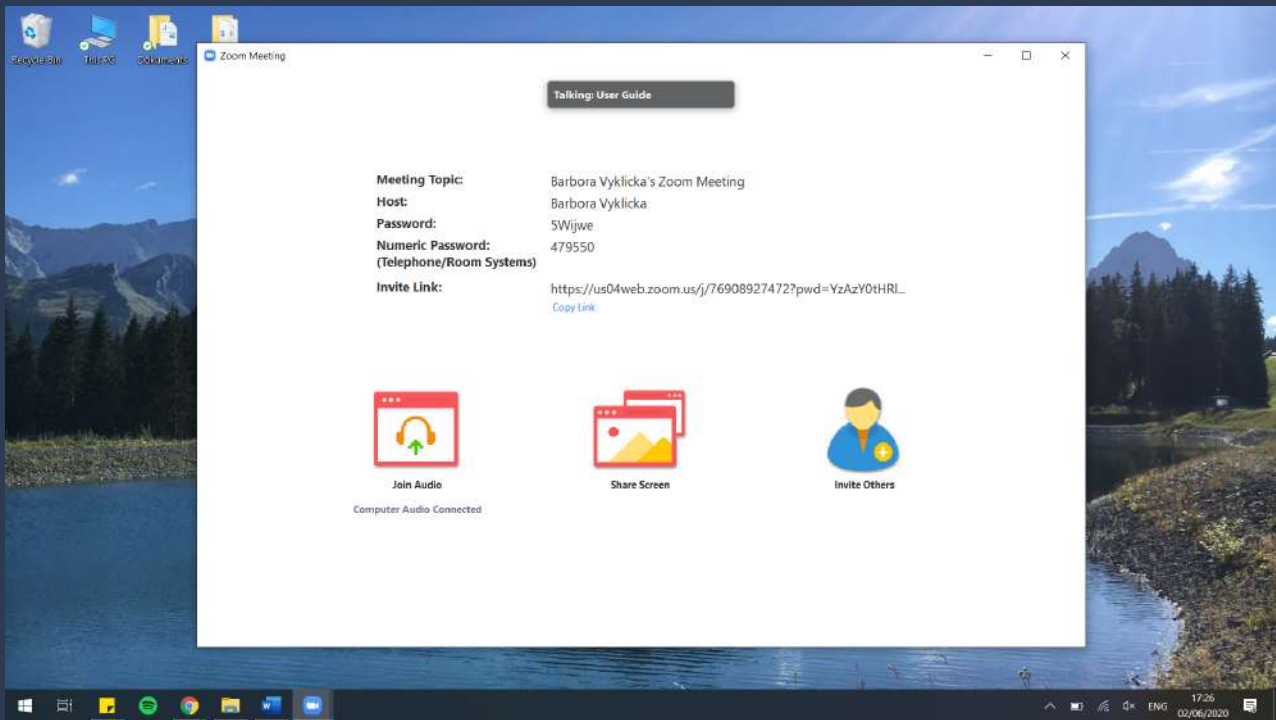 Recycle Bin
This PC
Dokumenты
Zoom Meeting
Talking: User Guide
Meeting Topic:
Barbora Vyklicka's Zoom Meeting
Host:
Barbora Vyklicka
Password:
5Wijwe
Numeric Password:
(Telephone/Room Systems)
479550
Invite Link:
https://us04web.zoom.us/j/76908927472?pwd=YzAzY0tHRl...
Copy Link
Join Audio
Share Screen
Invite Others
Computer Audio Connected
ENG
17:26
02/06/2020